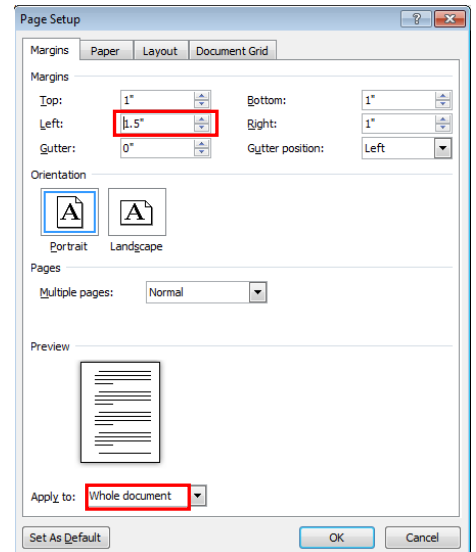 Page Setup
Margins Paper Layout Document Grid
Margins
Top: 1" Bottom: 1"
Left: 1.5" Right: 1"
Gutter: 0" Gutter position: Left
Orientation
A A
Portrait Landscape
Pages
Multiple pages: Normal
Preview
Apply to: Whole document
Set As Default OK Cancel